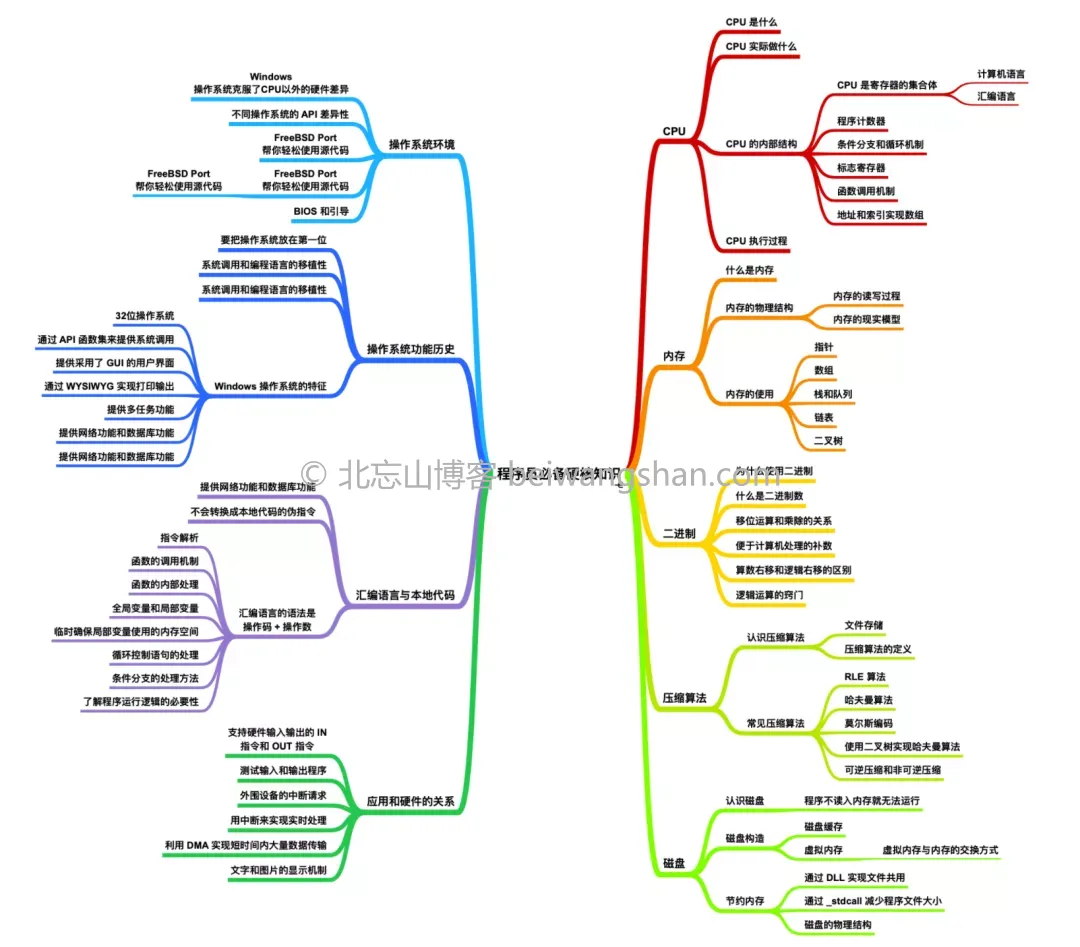 程序员必备硬核知识
© 北忘山博客 beiwangshan.com
CPU
CPU 是什么
CPU 实际做什么
CPU 的内部结构
CPU 是寄存器的集合体
计算机语言
汇编语言
程序计数器
条件分支和循环机制
标志寄存器
函数调用机制
地址和索引实现数组
CPU 执行过程
内存
什么是内存
内存的物理结构
内存的读写过程
内存的现实模型
内存的使用
指针
数组
栈和队列
链表
二叉树
二进制
为什么使用二进制
什么是二进制数
移位运算和乘除的关系
便于计算机处理的补数
算数右移和逻辑右移的区别
逻辑运算的窍门
压缩算法
认识压缩算法
文件存储
压缩算法的定义
常见压缩算法
RLE 算法
哈夫曼算法
莫尔斯编码
使用二叉树实现哈夫曼算法
可逆压缩和非可逆压缩
磁盘
认识磁盘
程序不读入内存就无法运行
磁盘构造
磁盘缓存
虚拟内存
虚拟内存与内存的交换方式
节约内存
通过 DLL 实现文件共用
通过 _stdcall 减少程序文件大小
磁盘的物理结构
操作系统环境
Windows
操作系统克服了CPU以外的硬件差异
不同操作系统的 API 差异性
FreeBSD Port
帮你轻松使用源代码
FreeBSD Port
帮你轻松使用源代码
FreeBSD Port
帮你轻松使用源代码
BIOS 和引导
操作系统功能历史
要把操作系统放在第一位
系统调用和编程语言的移植性
系统调用和编程语言的移植性
Windows 操作系统的特征
32位操作系统
通过 API 函数集来提供系统调用
提供采用了 GUI 的用户界面
通过 WYSIWYG 实现打印输出
提供多任务功能
提供网络功能和数据库功能
提供网络功能和数据库功能
汇编语言与本地代码
提供网络功能和数据库功能
不会转换成本地代码的伪指令
汇编语言的语法是
操作码 + 操作数
指令解析
函数的调用机制
函数的内部处理
全局变量和局部变量
临时确保局部变量使用的内存空间
循环控制语句的处理
条件分支的处理方法
了解程序运行逻辑的必要性
应用和硬件的关系
支持硬件输入输出的 IN
指令和 OUT 指令
测试输入和输出程序
外围设备的中断请求
用中断来实现实时处理
利用 DMA 实现短时间内大量数据传输
文字和图片的显示机制